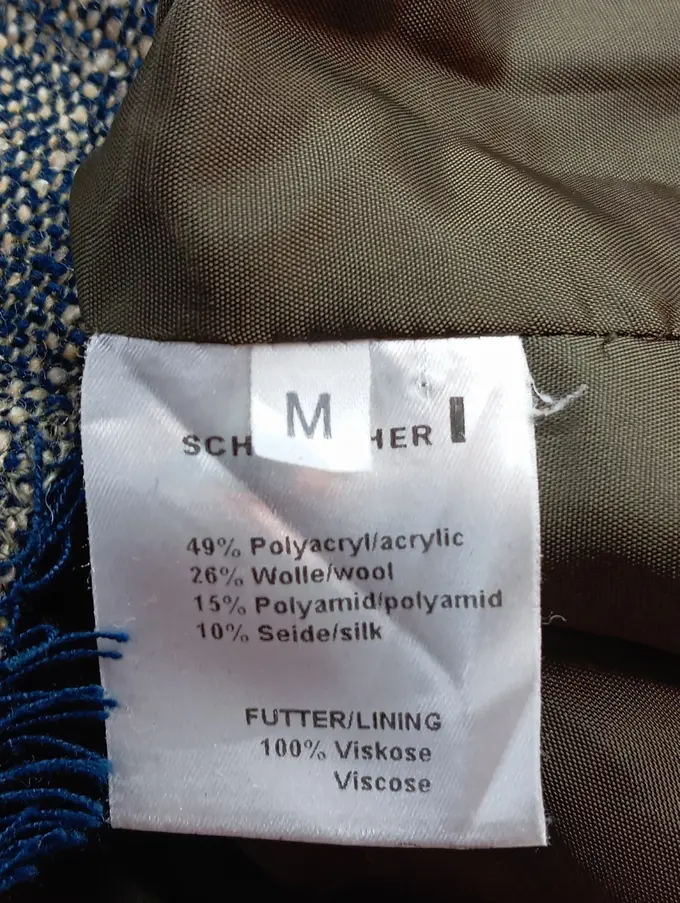 M
49% Polyacryl/acrylic
26% Wolle/wool
15% Polyamid/polyamid
10% Seide/silk
FUTTER/LINING
100% Viskose
Viscose